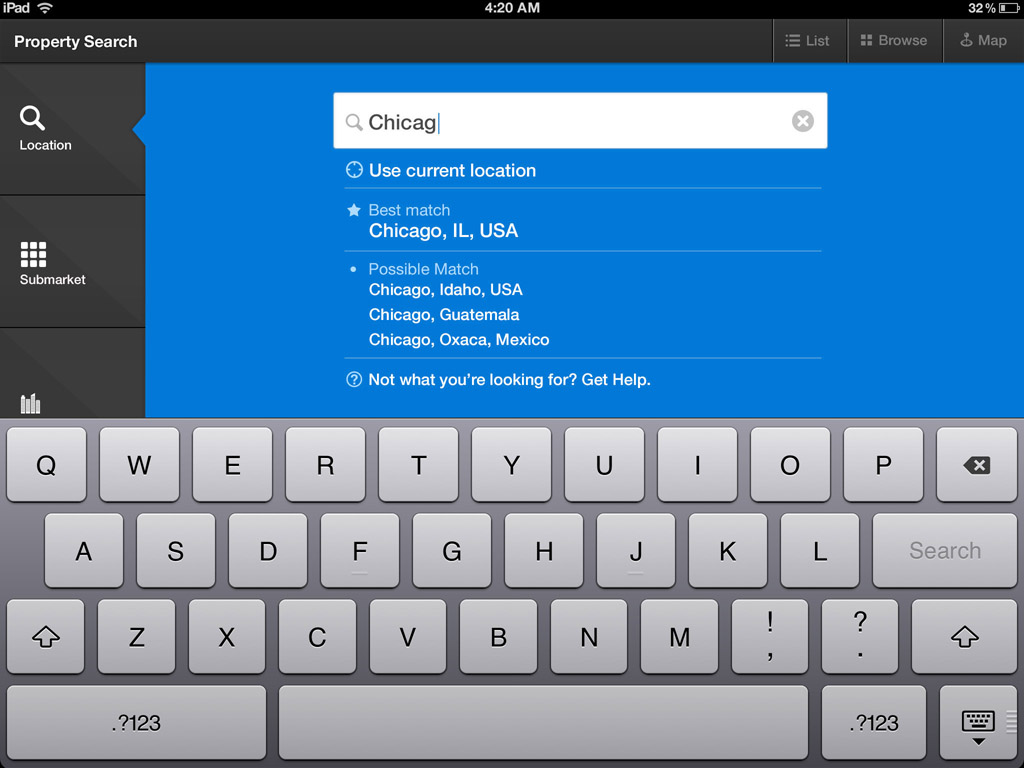 iPad 4:20 AM 32%
Property Search List Browse Map
Chicag
Location
Use current location
Best match
Chicago, IL, USA
Submarket
Possible Match
Chicago, Idaho, USA
Chicago, Guatemala
Chicago, Oxaca, Mexico
Not what you're looking for? Get Help.
Q W E R T Y U I O P
A S D F G H J K L Search
Z X C V B N M ! , ? .
.?123 .?123